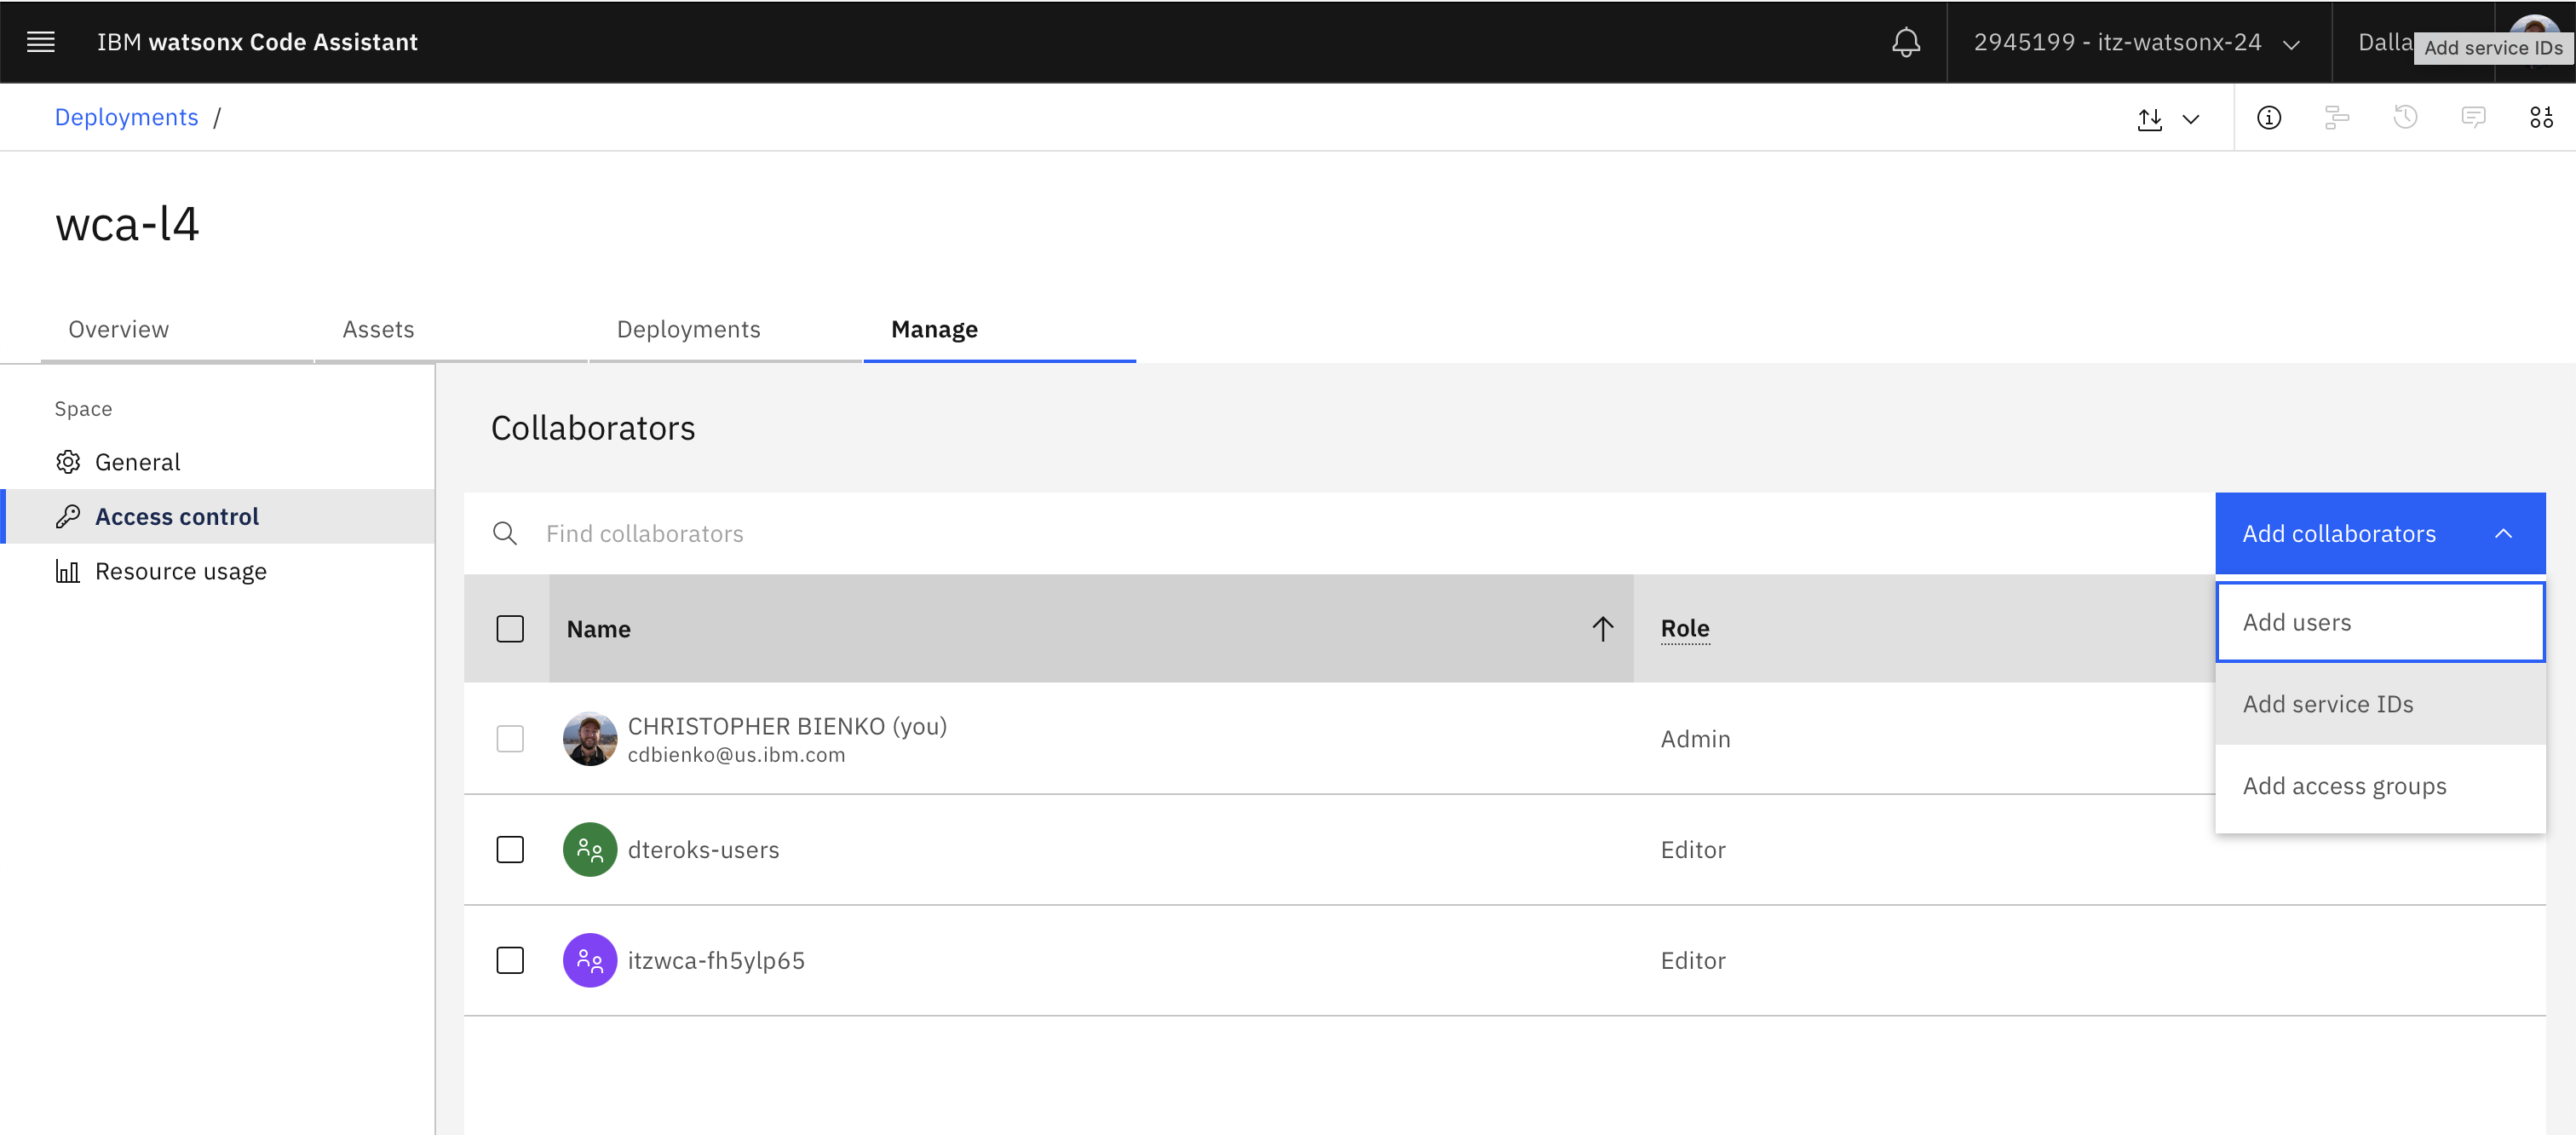 IBM watsonx Code Assistant
2945199 - itz-watsonx-24
Dalla
Add service IDs
Deployments /
wca-l4
Overview
Assets
Deployments
Manage
Space
General
Access control
Resource usage
Collaborators
Find collaborators
Add collaborators
Add users
Add service IDs
Add access groups
Name
Role
CHRISTOPHER BIENKO (you)
cdbienko@us.ibm.com
Admin
dteroks-users
Editor
itzwca-fh5ylp65
Editor